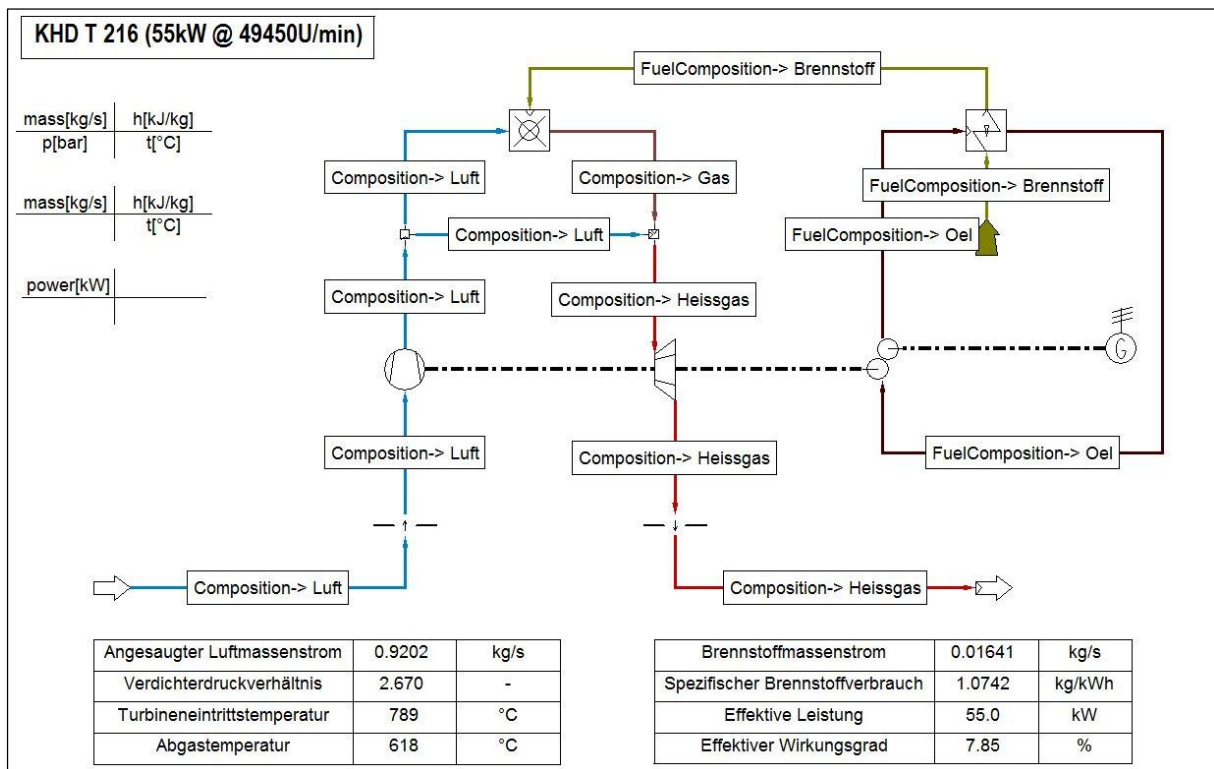 KHD T 216 (55kW @ 49450U/min)
FuelComposition-> Brennstoff
mass[kg/s] h[kJ/kg]
p[bar] t[°C]
Composition-> Luft
Composition-> Gas
FuelComposition-> Brennstoff
mass[kg/s] h[kJ/kg]
t[°C]
Composition-> Luft
FuelComposition-> Oel
power[kW]
Composition-> Luft
Composition-> Heissgas
G
Composition-> Luft
Composition-> Heissgas
FuelComposition-> Oel
Composition-> Luft
Composition-> Heissgas
Angesaugter Luftmassenstrom 0.9202 kg/s
Verdichterdruckverhältnis 2.670 -
Turbineneintrittstemperatur 789 °C
Abgastemperatur 618 °C
Brennstoffmassenstrom 0.01641 kg/s
Spezifischer Brennstoffverbrauch 1.0742 kg/kWh
Effektive Leistung 55.0 kW
Effektiver Wirkungsgrad 7.85 %